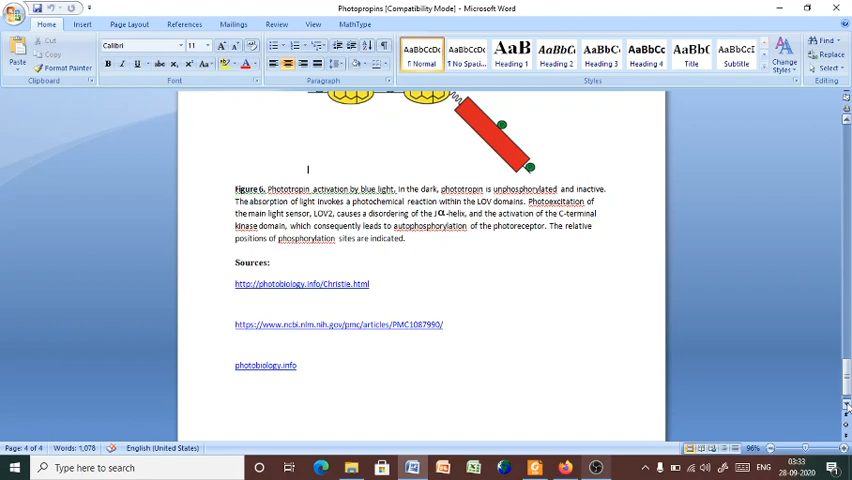 Photopropins [Compatibility Mode] - Microsoft Word
Home Insert Page Layout References Mailings Review View MathType
Paste Cut Copy Format Painter
Clipboard
Calibri 11
Font
Paragraph
AaBbCcDc AaBbCcDc AaB AaBbCc AaBbCc AaBbCc AaBl AaBbCcI
¶ Normal ¶ No Spaci... Heading 1 Heading 2 Heading 3 Heading 4 Title Subtitle
Change Styles
Styles
Find
Replace
Select
Editing
Figure 6. Phototropin activation by blue light. In the dark, phototropin is unphosphorylated and inactive.
The absorption of light invokes a photochemical reaction within the LOV domains. Photoexcitation of
the main light sensor, LOV2, causes a disordering of the Jα-helix, and the activation of the C-terminal
kinase domain, which consequently leads to autophosphorylation of the photoreceptor. The relative
positions of phosphorylation sites are indicated.
Sources:
http://photobiology.info/Christie.html
https://www.ncbi.nlm.nih.gov/pmc/articles/PMC1087990/
photobiology.info
Page: 4 of 4 Words: 1,078 English (United States) 96%
Type here to search
ENG
03:33
28-09-2020